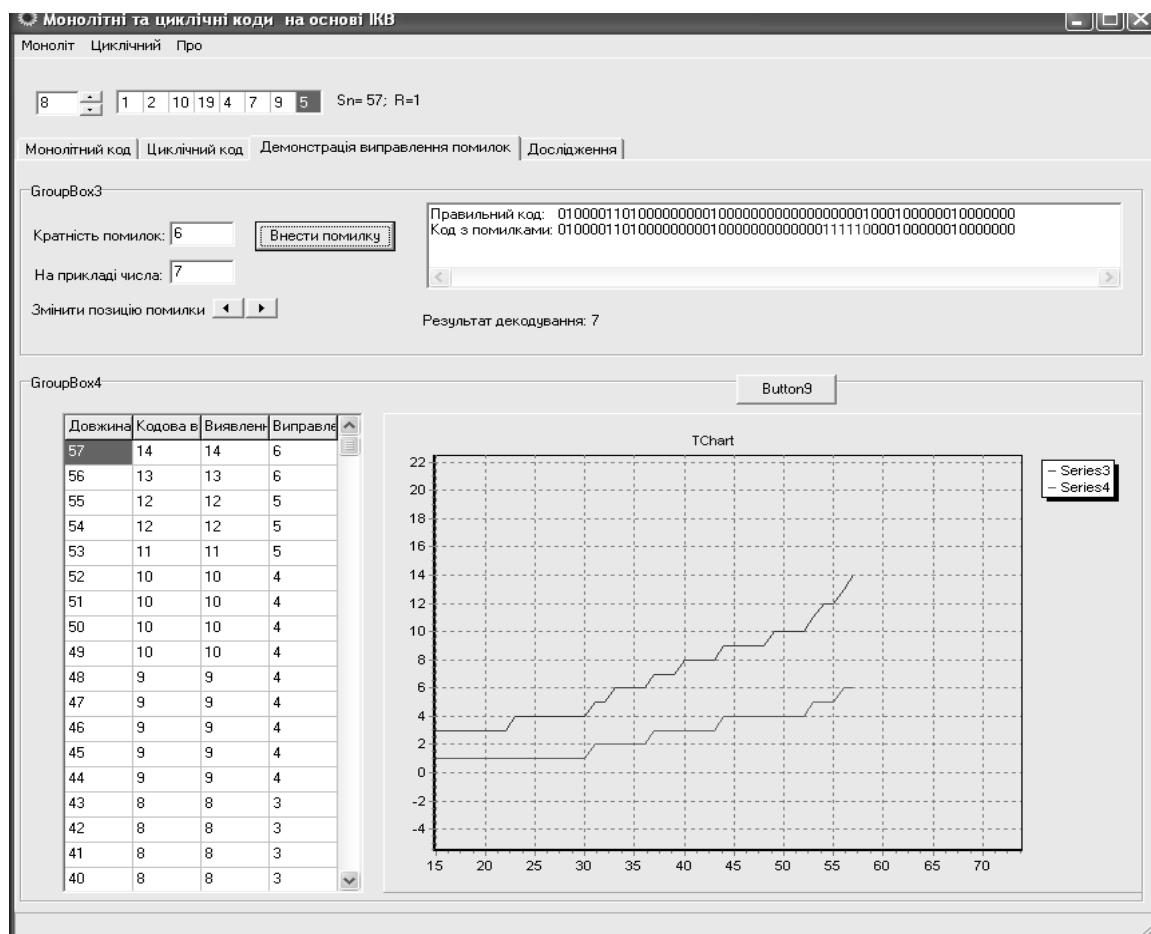 Монолітні та циклічні коди на основі ІКВ
Моноліт Циклічний Про
8 1 2 10 19 4 7 9 5 Sn= 57; R=1
Монолітний код Циклічний код Демонстрація виправлення помилок Дослідження
GroupBox3
Кратність помилок: 6 Внести помилку
На прикладі числа: 7
Змінити позицію помилки
Правильний код: 01000011010000000001000000000000000001000100000010000000
Код з помилками: 010000110100000000010000000000000111110000100000010000000
Результат декодування: 7
GroupBox4
Button9
Довжина Кодова в Виявленн Виправле
57 14 14 6
56 13 13 6
55 12 12 5
54 12 12 5
53 11 11 5
52 10 10 4
51 10 10 4
50 10 10 4
49 10 10 4
48 9 9 4
47 9 9 4
46 9 9 4
45 9 9 4
44 9 9 4
43 8 8 3
42 8 8 3
41 8 8 3
40 8 8 3
TChart
22
20
18
16
14
12
10
8
6
4
2
0
-2
-4
15 20 25 30 35 40 45 50 55 60 65 70
Series3
Series4